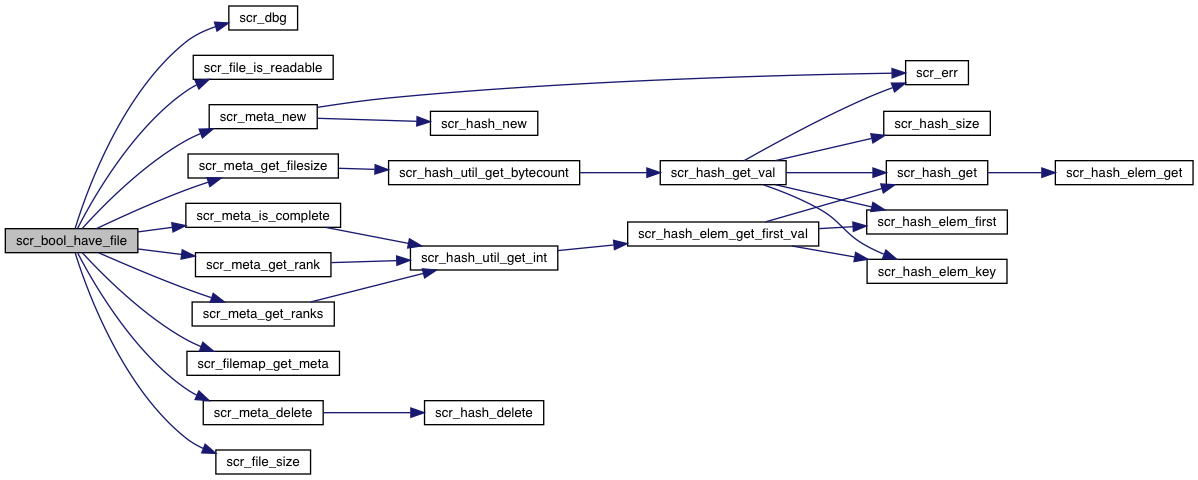 scr_bool_have_file
scr_dbg
scr_file_is_readable
scr_meta_new
scr_meta_get_filesize
scr_meta_is_complete
scr_meta_get_rank
scr_meta_get_ranks
scr_filemap_get_meta
scr_meta_delete
scr_file_size
scr_hash_new
scr_hash_util_get_bytecount
scr_hash_util_get_int
scr_hash_delete
scr_hash_get_val
scr_hash_elem_get_first_val
scr_err
scr_hash_size
scr_hash_get
scr_hash_elem_first
scr_hash_elem_key
scr_hash_elem_get